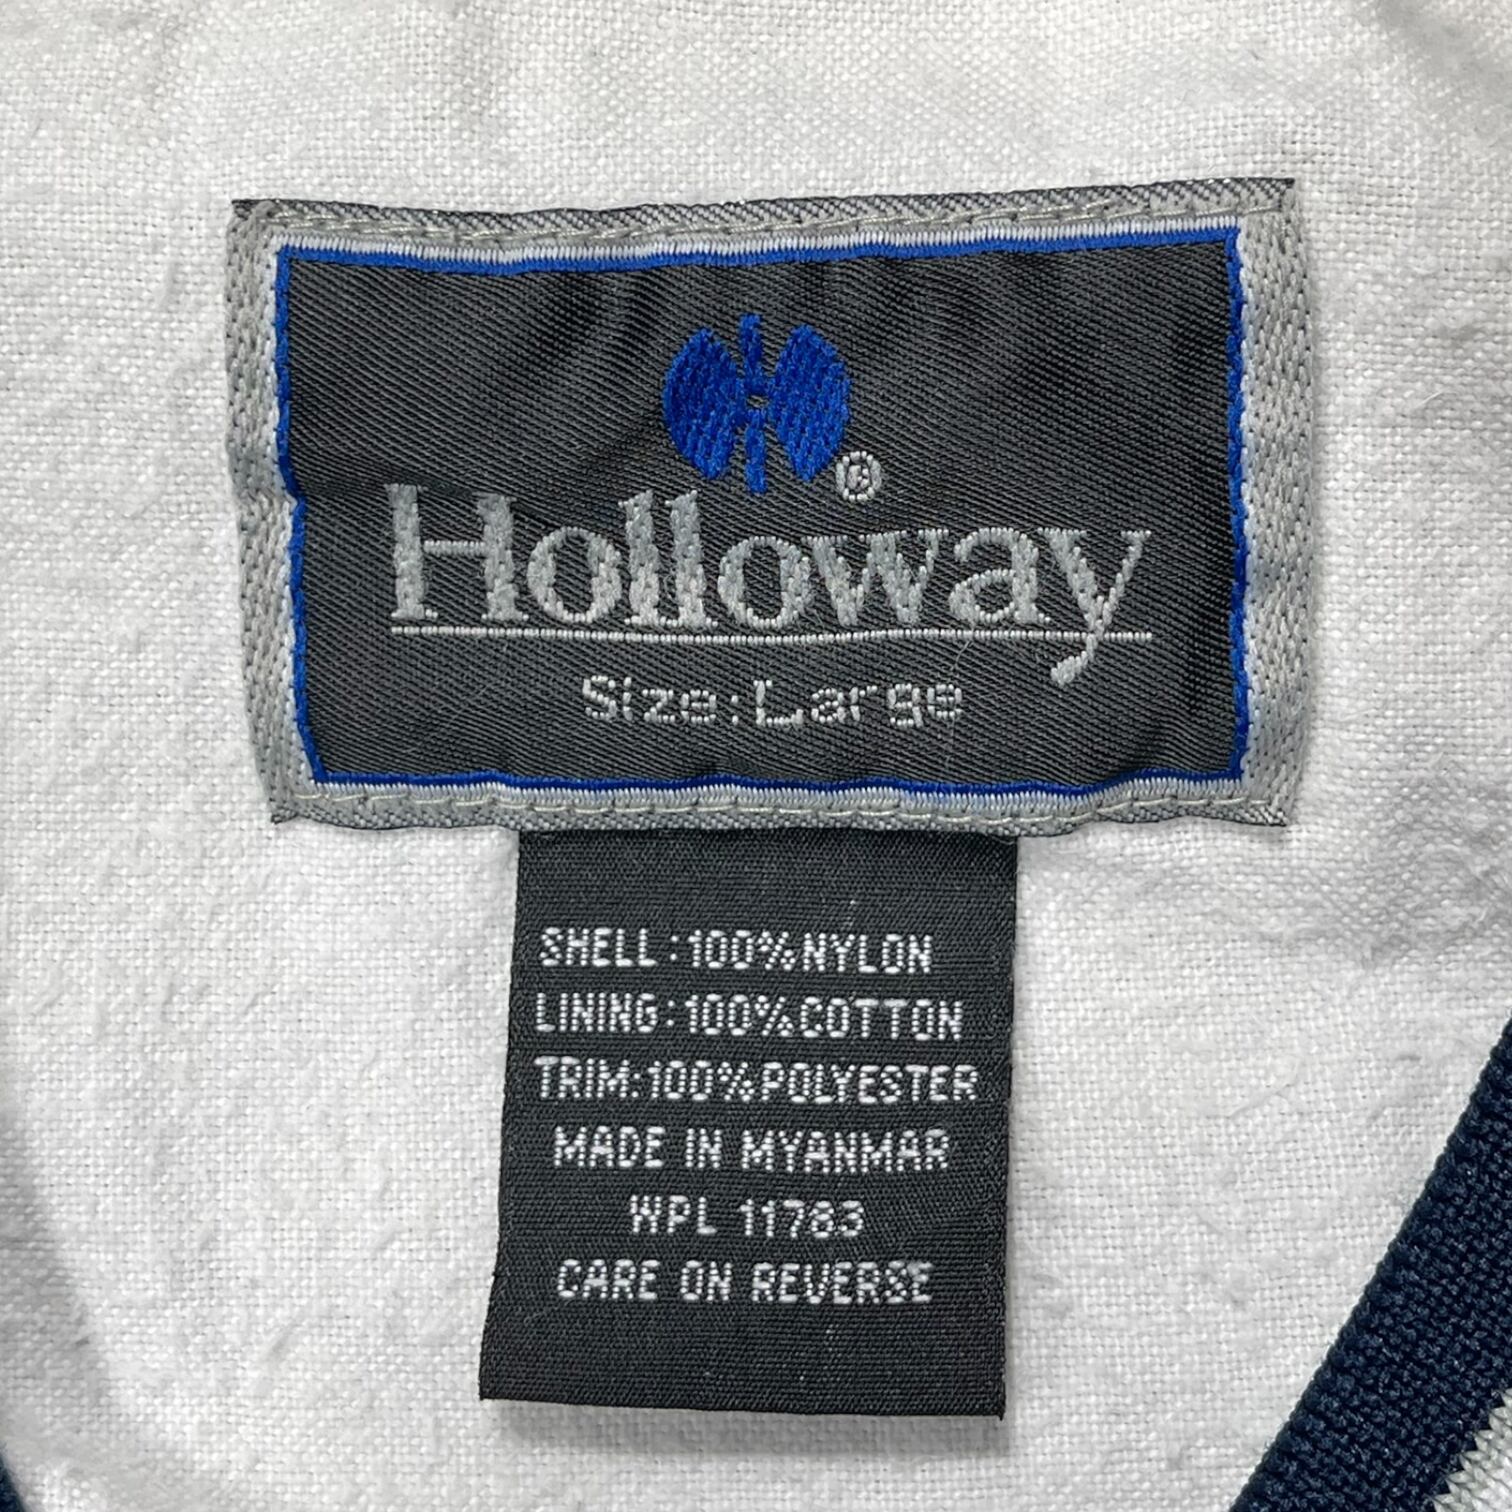 ®
Holloway
Size:Large
SHELL:100%NYLON
LINING:100%COTTON
TRIM:100%POLYESTER
MADE IN MYANMAR
WPL 11783
CARE ON REVERSE